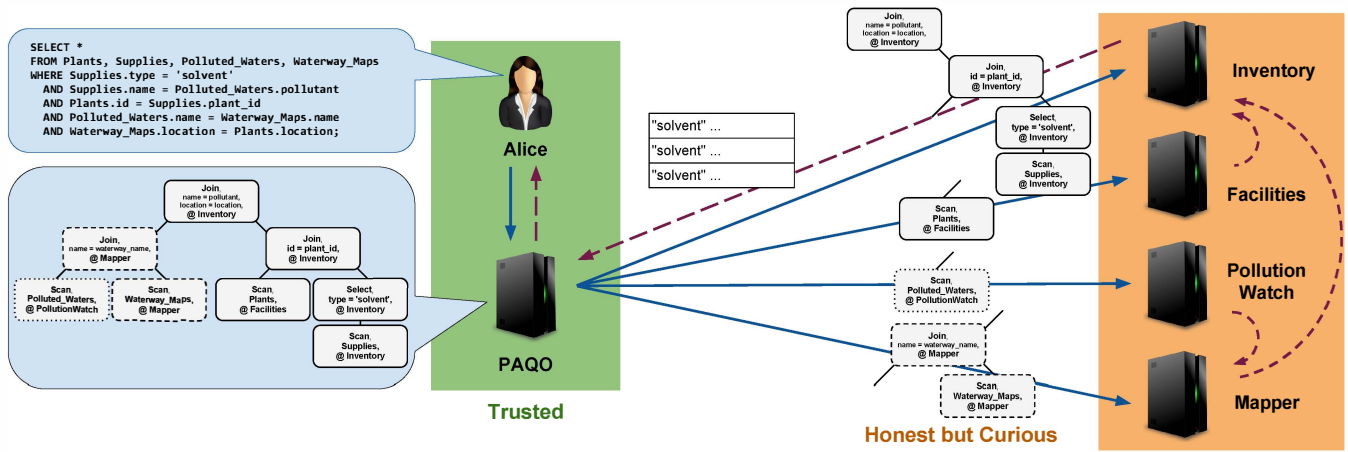 SELECT *
FROM Plants, Supplies, Polluted_Waters, Waterway_Maps
WHERE Supplies.type = 'solvent'
AND Supplies.name = Polluted_Waters.pollutant
AND Plants.id = Supplies.plant_id
AND Polluted_Waters.name = Waterway_Maps.name
AND Waterway_Maps.location = Plants.location;
Join,
name = pollutant,
location = location,
@ Inventory
Join,
name = waterway_name,
@ Mapper
Join,
id = plant_id,
@ Inventory
Scan,
Polluted_Waters,
@ PollutionWatch
Scan,
Waterway_Maps,
@ Mapper
Scan,
Plants,
@ Facilities
Select,
type = 'solvent',
@ Inventory
Scan,
Supplies,
@ Inventory
Alice
PAQO
Trusted
"solvent" ...
"solvent" ...
"solvent" ...
Join,
name = pollutant,
location = location,
@ Inventory
Join,
id = plant_id,
@ Inventory
Select,
type = 'solvent',
@ Inventory
Scan,
Supplies,
@ Inventory
Scan,
Plants,
@ Facilities
Scan,
Polluted_Waters,
@ PollutionWatch
Join,
name = waterway_name,
@ Mapper
Scan,
Waterway_Maps,
@ Mapper
Honest but Curious
Inventory
Facilities
Pollution
Watch
Mapper